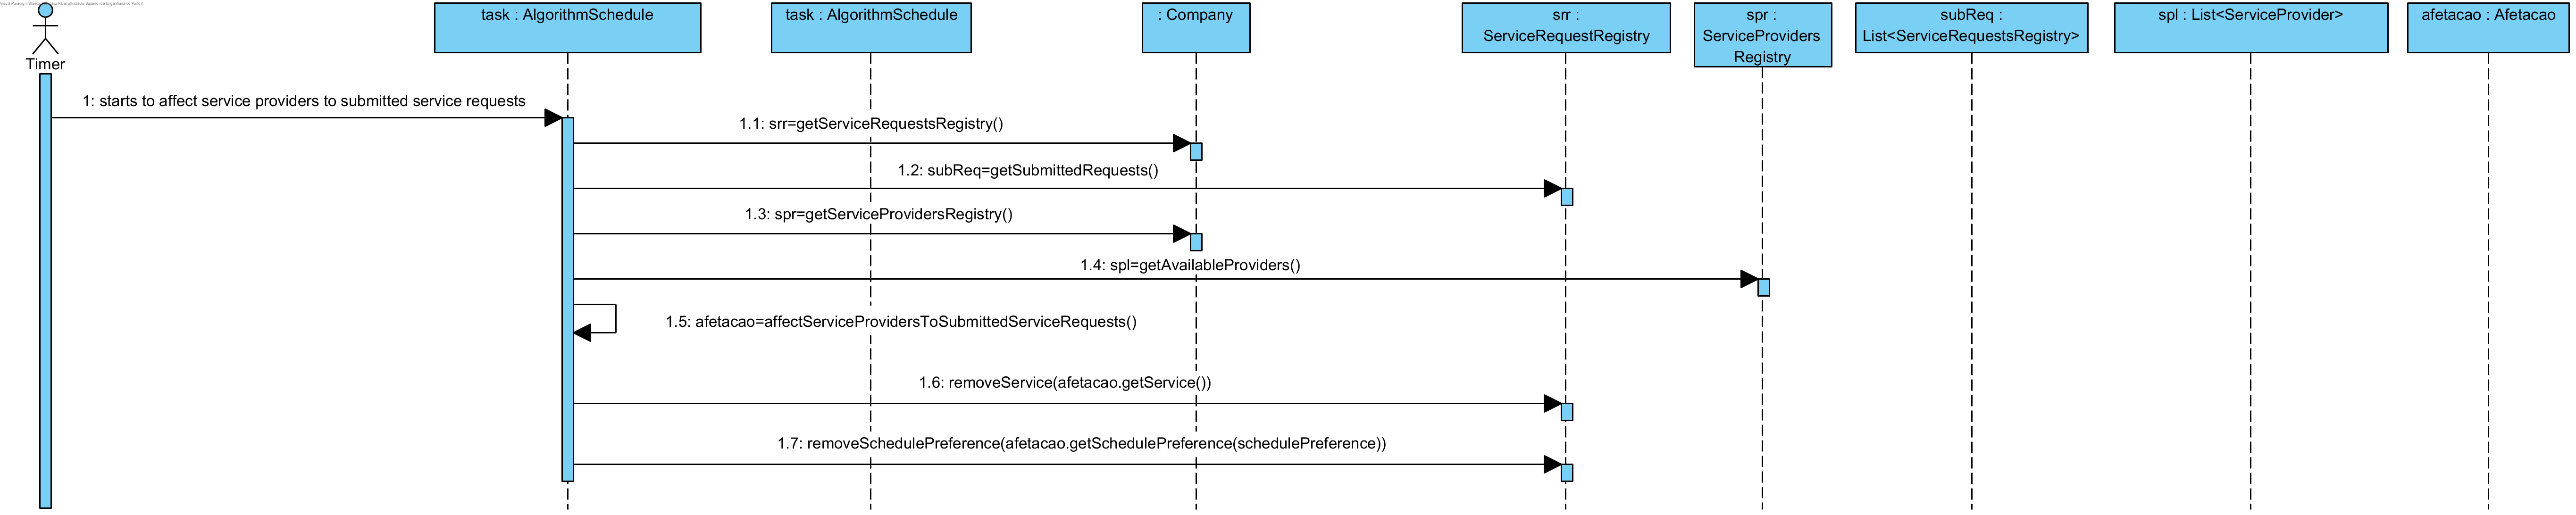 task : AlgorithmSchedule
task : AlgorithmSchedule
: Company
srr :
ServiceRequestRegistry
spr :
ServiceProviders
Registry
subReq :
List<ServiceRequestsRegistry>
spl : List<ServiceProvider>
afetacao : Afetacao
Timer
1: starts to affect service providers to submitted service requests
1.1: srr=getServiceRequestsRegistry()
1.2: subReq=getSubmittedRequests()
1.3: spr=getServiceProvidersRegistry()
1.4: spl=getAvailableProviders()
1.5: afetacao=affectServiceProvidersToSubmittedServiceRequests()
1.6: removeService(afetacao.getService())
1.7: removeSchedulePreference(afetacao.getSchedulePreference(schedulePreference))